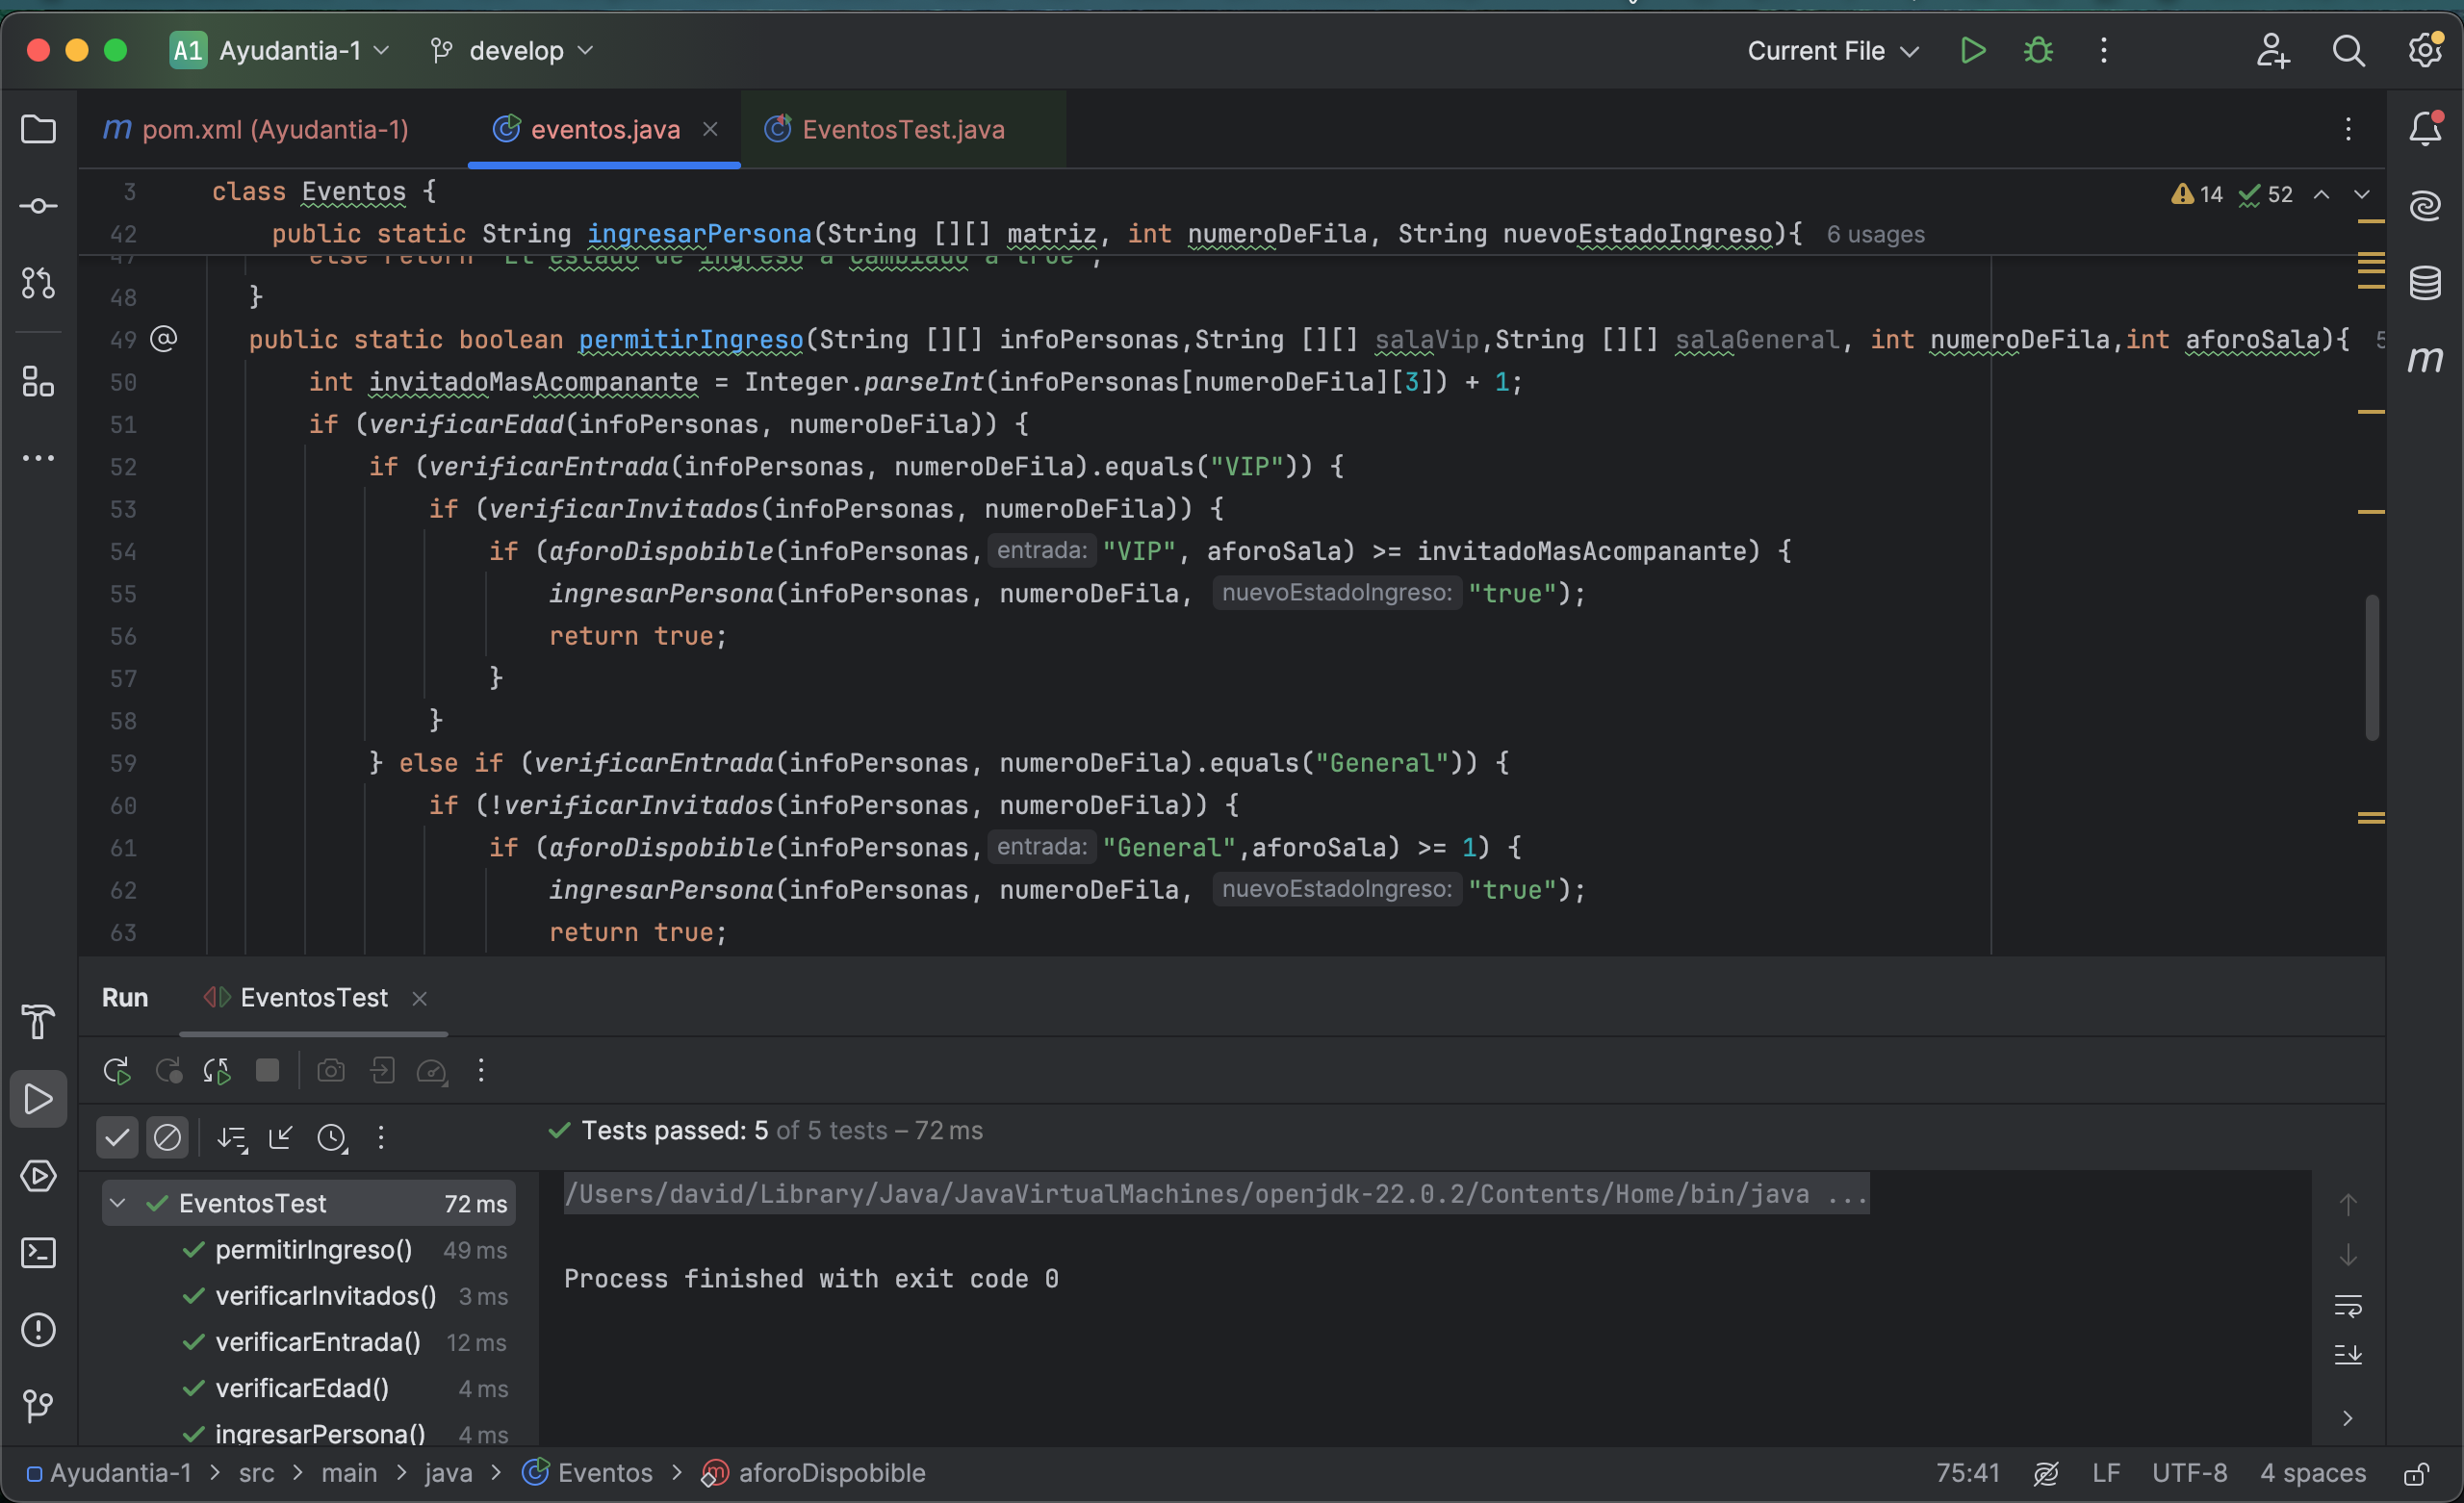 A1 Ayudantia-1 develop Current File
pom.xml (Ayudantia-1) eventos.java EventosTest.java
3 class Eventos { 14 52
42 public static String ingresarPersona(String [][] matriz, int numeroDeFila, String nuevoEstadoIngreso){ 6 usages
47 else return "El estado de ingreso a cambiado a true";
48 }
49 public static boolean permitirIngreso(String [][] infoPersonas,String [][] salaVip,String [][] salaGeneral, int numeroDeFila,int aforoSala){
50 int invitadoMasAcompanante = Integer.parseInt(infoPersonas[numeroDeFila][3]) + 1;
51 if (verificarEdad(infoPersonas, numeroDeFila)) {
52 if (verificarEntrada(infoPersonas, numeroDeFila).equals("VIP")) {
53 if (verificarInvitados(infoPersonas, numeroDeFila)) {
54 if (aforoDispobible(infoPersonas, entrada: "VIP", aforoSala) >= invitadoMasAcompanante) {
55 ingresarPersona(infoPersonas, numeroDeFila, nuevoEstadoIngreso: "true");
56 return true;
57 }
58 }
59 } else if (verificarEntrada(infoPersonas, numeroDeFila).equals("General")) {
60 if (!verificarInvitados(infoPersonas, numeroDeFila)) {
61 if (aforoDispobible(infoPersonas, entrada: "General",aforoSala) >= 1) {
62 ingresarPersona(infoPersonas, numeroDeFila, nuevoEstadoIngreso: "true");
63 return true;
Run EventosTest
Tests passed: 5 of 5 tests – 72 ms
EventosTest 72 ms
permitirIngreso() 49 ms
verificarInvitados() 3 ms
verificarEntrada() 12 ms
verificarEdad() 4 ms
ingresarPersona() 4 ms
/Users/david/Library/Java/JavaVirtualMachines/openjdk-22.0.2/Contents/Home/bin/java ...
Process finished with exit code 0
Ayudantia-1 > src > main > java > Eventos > aforoDispobible 75:41 LF UTF-8 4 spaces